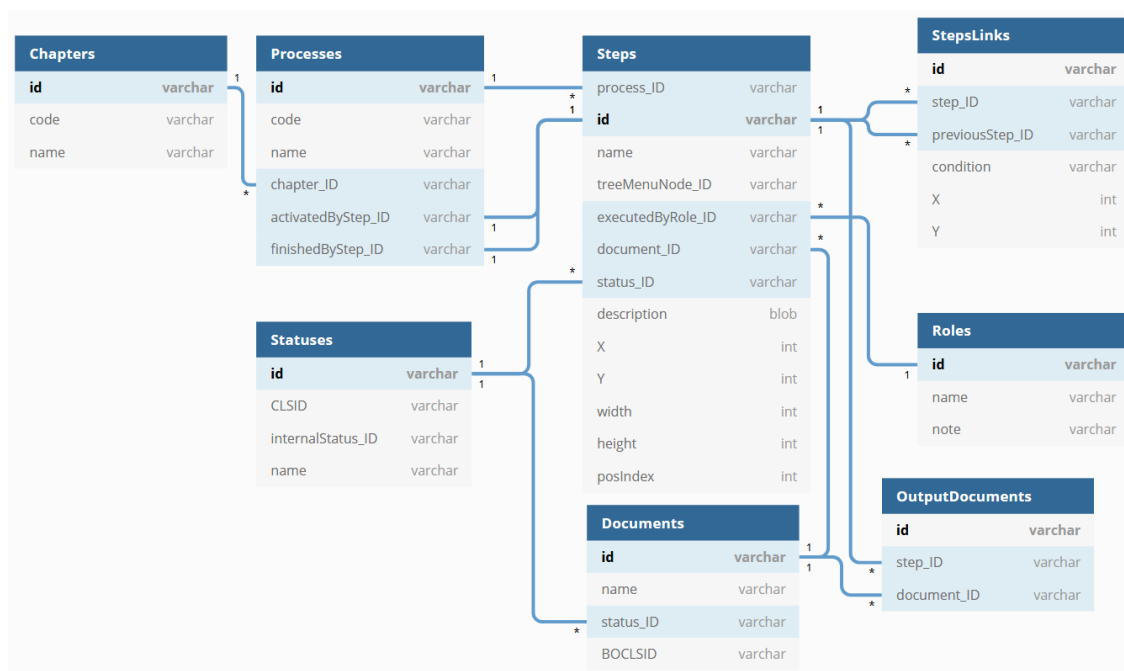 Chapters
id varchar
code varchar
name varchar
Processes
id varchar
code varchar
name varchar
chapter_ID varchar
activatedByStep_ID varchar
finishedByStep_ID varchar
Steps
process_ID varchar
id varchar
name varchar
treeMenuNode_ID varchar
executedByRole_ID varchar
document_ID varchar
status_ID varchar
description blob
X int
Y int
width int
height int
posIndex int
StepsLinks
id varchar
step_ID varchar
previousStep_ID varchar
condition varchar
X int
Y int
Statuses
id varchar
CLSID varchar
internalStatus_ID varchar
name varchar
Roles
id varchar
name varchar
note varchar
Documents
id varchar
name varchar
status_ID varchar
BOCLSID varchar
OutputDocuments
id varchar
step_ID varchar
document_ID varchar
1
*
1
*
1
1
1
1
1
*
*
*
1
*
*
1
1
*
1
1
*
*